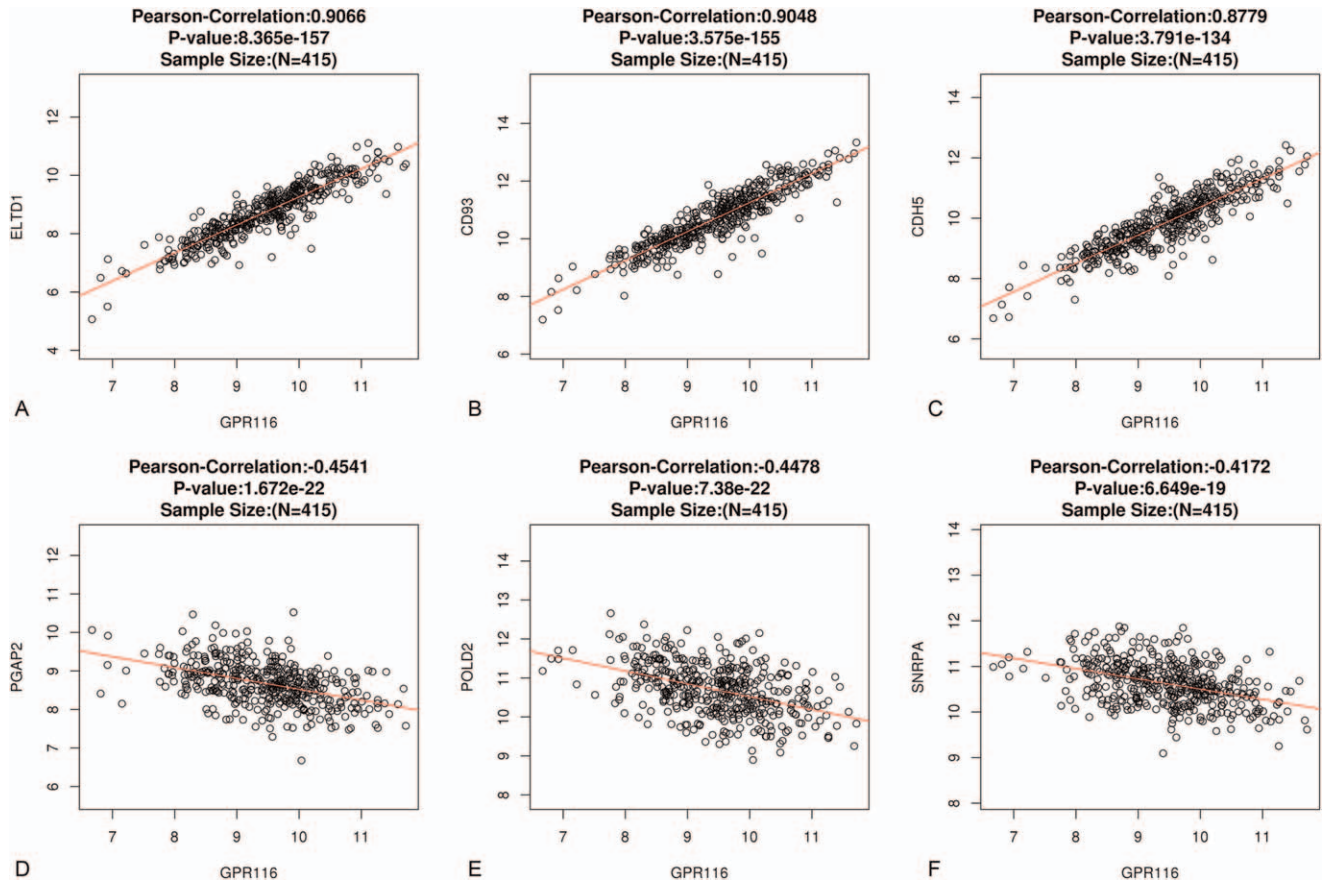 Pearson-Correlation:0.9066
P-value:8.365e-157
Sample Size:(N=415)
ELTD1
12
10
8
6
4
7 8 9 10 11
A
GPR116
Pearson-Correlation:0.9048
P-value:3.575e-155
Sample Size:(N=415)
CD93
14
12
10
8
6
7 8 9 10 11
B
GPR116
Pearson-Correlation:0.8779
P-value:3.791e-134
Sample Size:(N=415)
CDH5
14
12
10
8
6
7 8 9 10 11
C
GPR116
Pearson-Correlation:-0.4541
P-value:1.672e-22
Sample Size:(N=415)
PGAP2
12
11
10
9
8
7
6
7 8 9 10 11
D
GPR116
Pearson-Correlation:-0.4478
P-value:7.38e-22
Sample Size:(N=415)
POLD2
14
13
12
11
10
9
8
7 8 9 10 11
E
GPR116
Pearson-Correlation:-0.4172
P-value:6.649e-19
Sample Size:(N=415)
SNRPA
14
13
12
11
10
9
8
7 8 9 10 11
F
GPR116